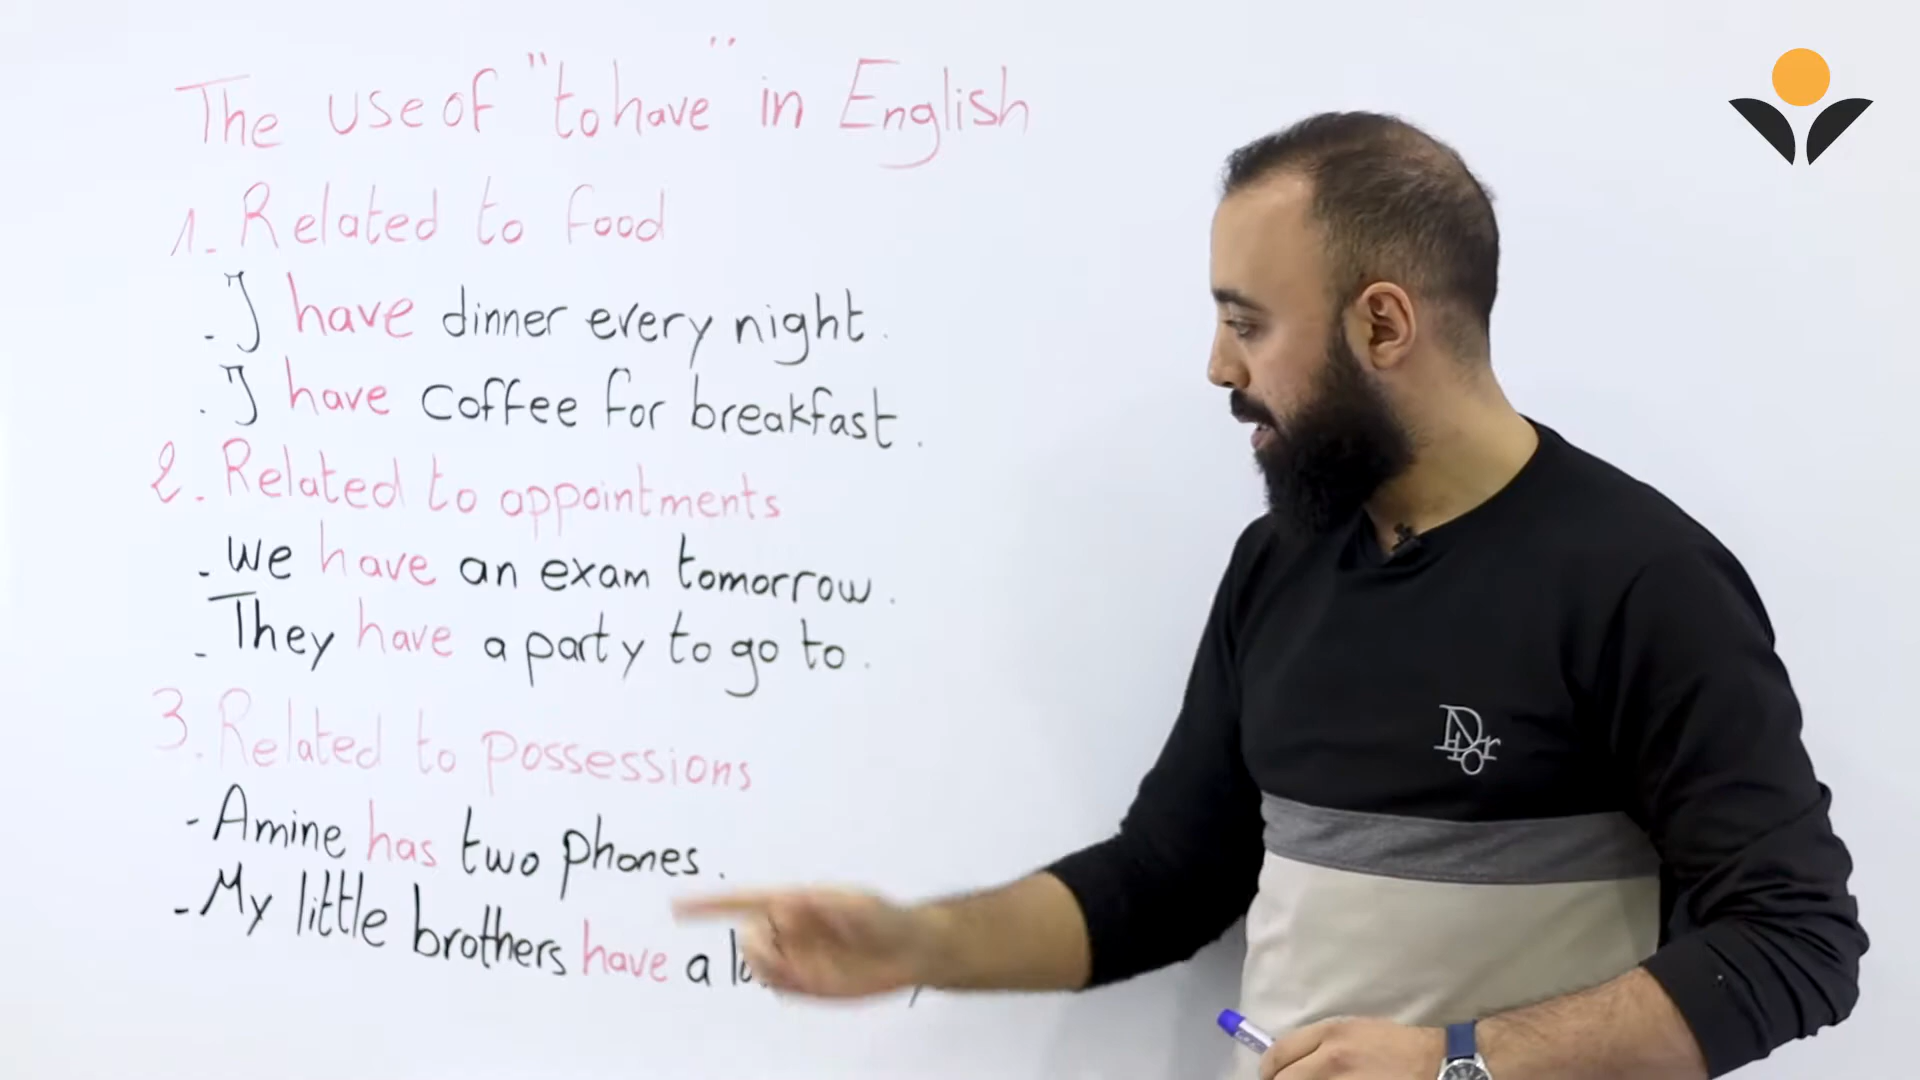 The use of "to have" in English
1. Related to food
- I have dinner every night.
. I have coffee for breakfast.
2. Related to appointments
- We have an exam tomorrow.
- They have a party to go to.
3. Related to possessions
- Amine has two phones.
- My little brothers have a
Dior